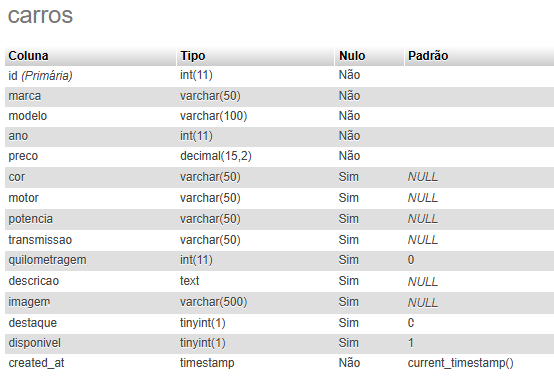 carros
Coluna Tipo Nulo Padrão
id (Primária) int(11) Não
marca varchar(50) Não
modelo varchar(100) Não
ano int(11) Não
preco decimal(15,2) Não
cor varchar(50) Sim NULL
motor varchar(50) Sim NULL
potencia varchar(50) Sim NULL
transmissao varchar(50) Sim NULL
quilometragem int(11) Sim 0
descricao text Sim NULL
imagem varchar(500) Sim NULL
destaque tinyint(1) Sim 0
disponivel tinyint(1) Sim 1
created_at timestamp Não current_timestamp()